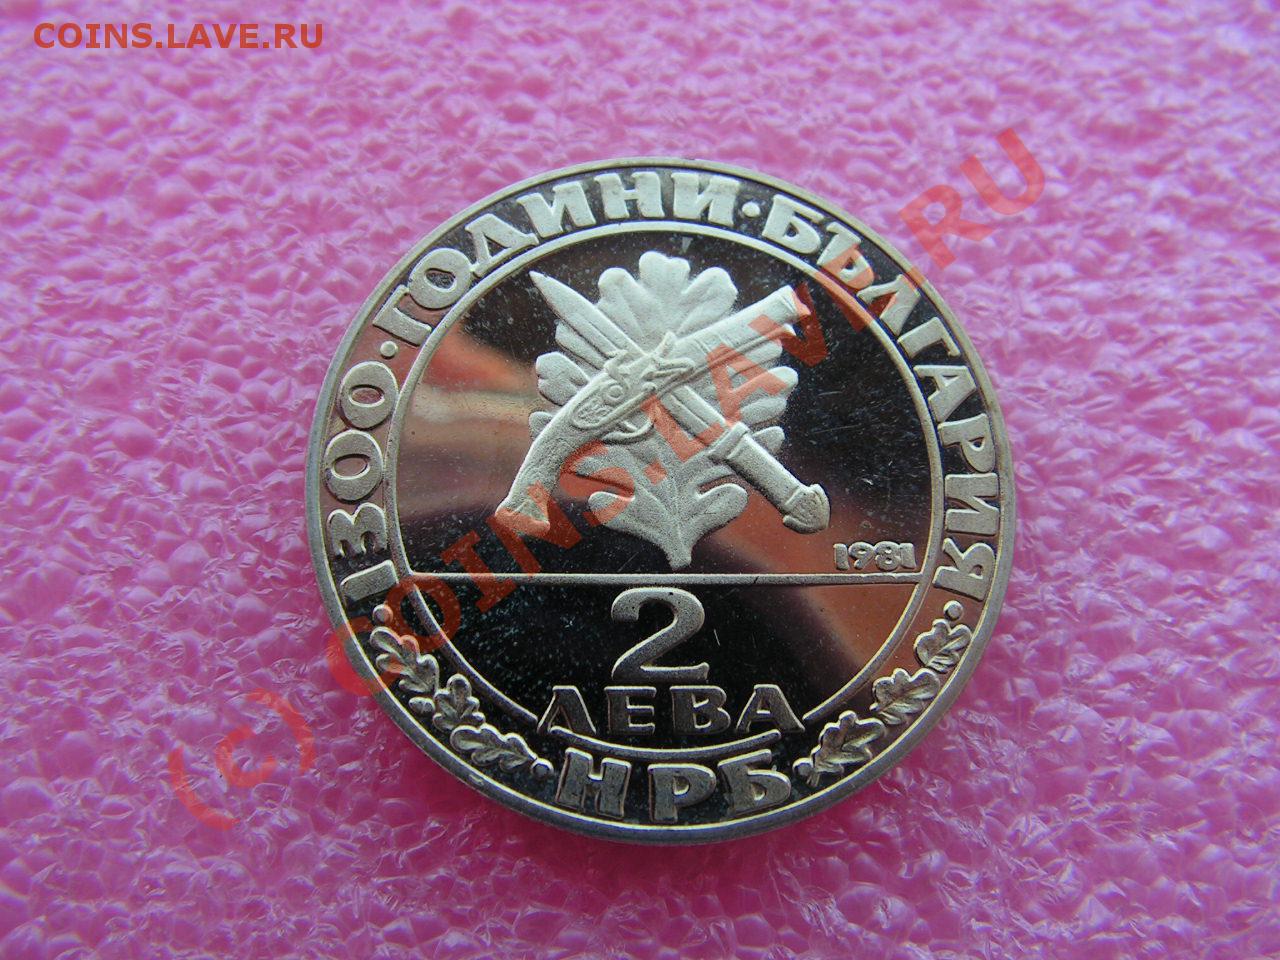 COINS.LAVE.RU
1300·ГОДИНИ·БЪЛГАРИЯ·
1981
2
ЛЕВА
·НРБ·
(c) COINS.LAVE.RU